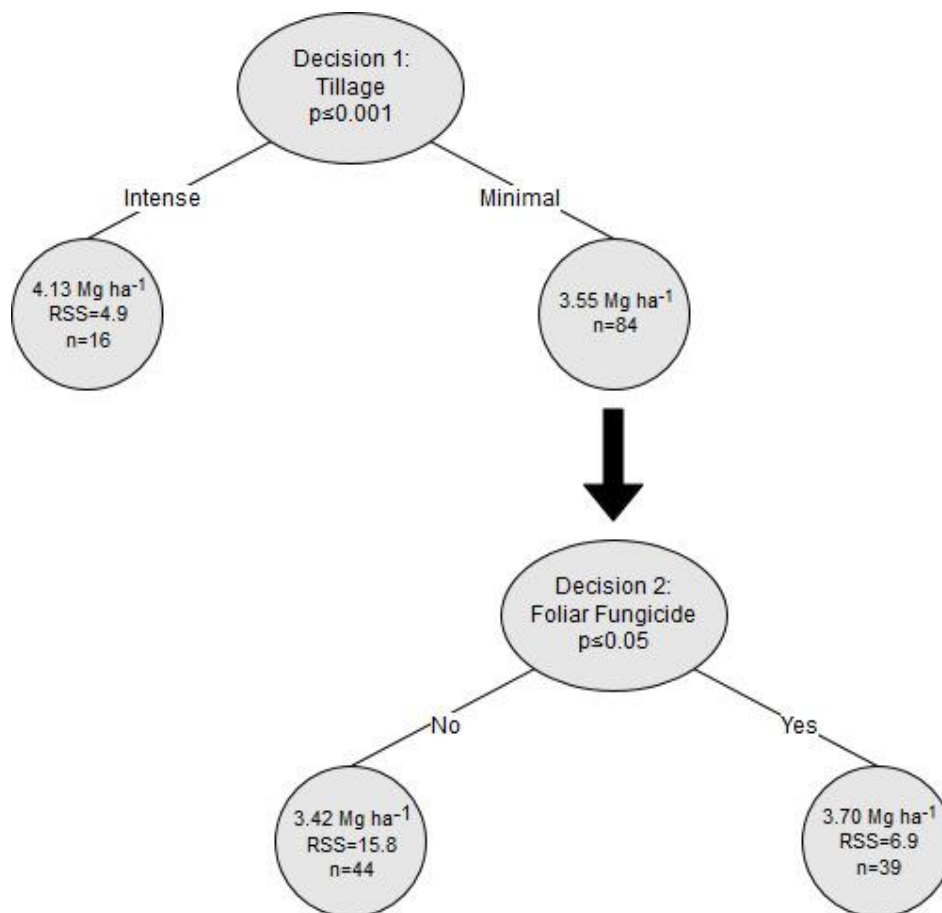 Decision 1:
Tillage
p≤0.001
Intense
Minimal
4.13 Mg ha⁻¹
RSS=4.9
n=16
3.55 Mg ha⁻¹
n=84
Decision 2:
Foliar Fungicide
p≤0.05
No
Yes
3.42 Mg ha⁻¹
RSS=15.8
n=44
3.70 Mg ha⁻¹
RSS=6.9
n=39